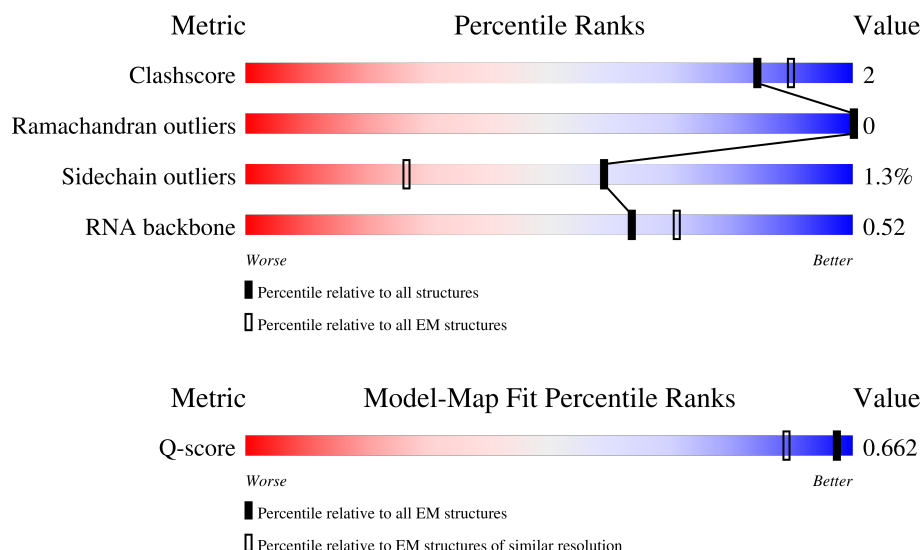 Metric Percentile Ranks Value
Clashscore 2
Ramachandran outliers 0
Sidechain outliers 1.3%
RNA backbone 0.52
Worse Better
Percentile relative to all structures
Percentile relative to all EM structures
Metric Model-Map Fit Percentile Ranks Value
Q-score 0.662
Worse Better
Percentile relative to all EM structures
Percentile relative to EM structures of similar resolution